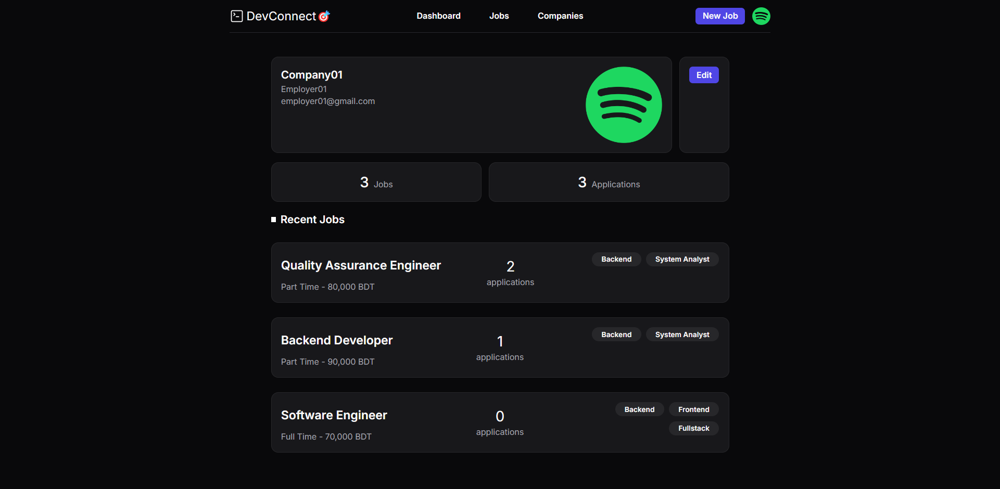 DevConnect🎯
Dashboard
Jobs
Companies
New Job
Company01
Employer01
employer01@gmail.com
Edit
3 Jobs
3 Applications
Recent Jobs
Quality Assurance Engineer
Part Time - 80,000 BDT
2
applications
Backend
System Analyst
Backend Developer
Part Time - 90,000 BDT
1
applications
Backend
System Analyst
Software Engineer
Full Time - 70,000 BDT
0
applications
Backend
Frontend
Fullstack